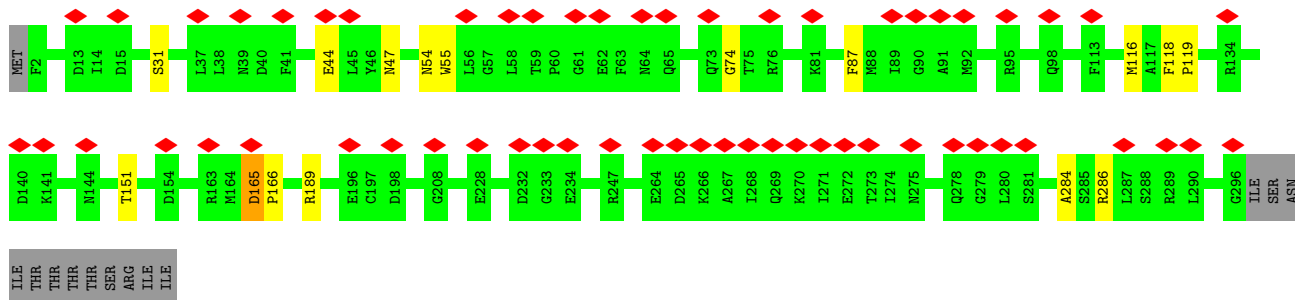 MET F2 D13 I14 D15 S31 L37 L38 N39 D40 F41 E44 L45 Y46 N47 N54 W55 L56 G57 L58 T59 P60 G61 E62 F63 N64 Q65 Q73 G74 T75 R76 K81 F87 M88 I89 G90 A91 M92 R95 Q98 F113 M116 A117 F118 P119 R134
D140 K141 N144 T151 D154 R163 M164 D165 P166 R189 E196 C197 D198 G208 E228 D232 G233 E234 R247 E264 D265 K266 A267 I268 Q269 K270 I271 E272 T273 I274 N275 Q278 G279 L280 S281 A284 S285 R286 L287 S288 R289 L290 G296 ILE SER ASN
ILE THR THR THR THR SER ARG ILE ILE